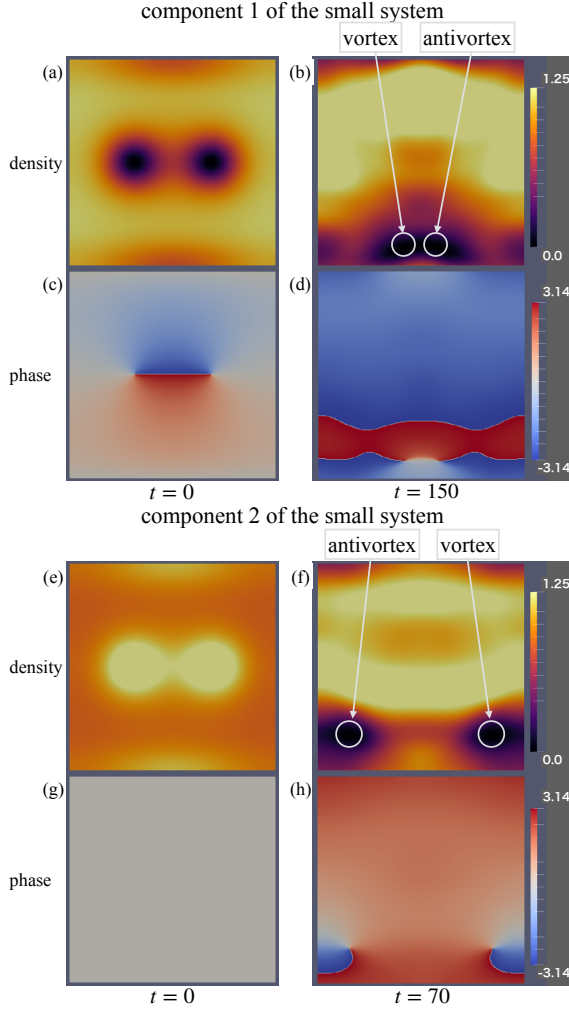 component 1 of the small system
vortex antivortex
(a) (b) 1.25
density
0.0
(c) (d) 3.14
phase
-3.14
t = 0 t = 150
component 2 of the small system
antivortex vortex
(e) (f) 1.25
density
0.0
(g) (h) 3.14
phase
-3.14
t = 0 t = 70